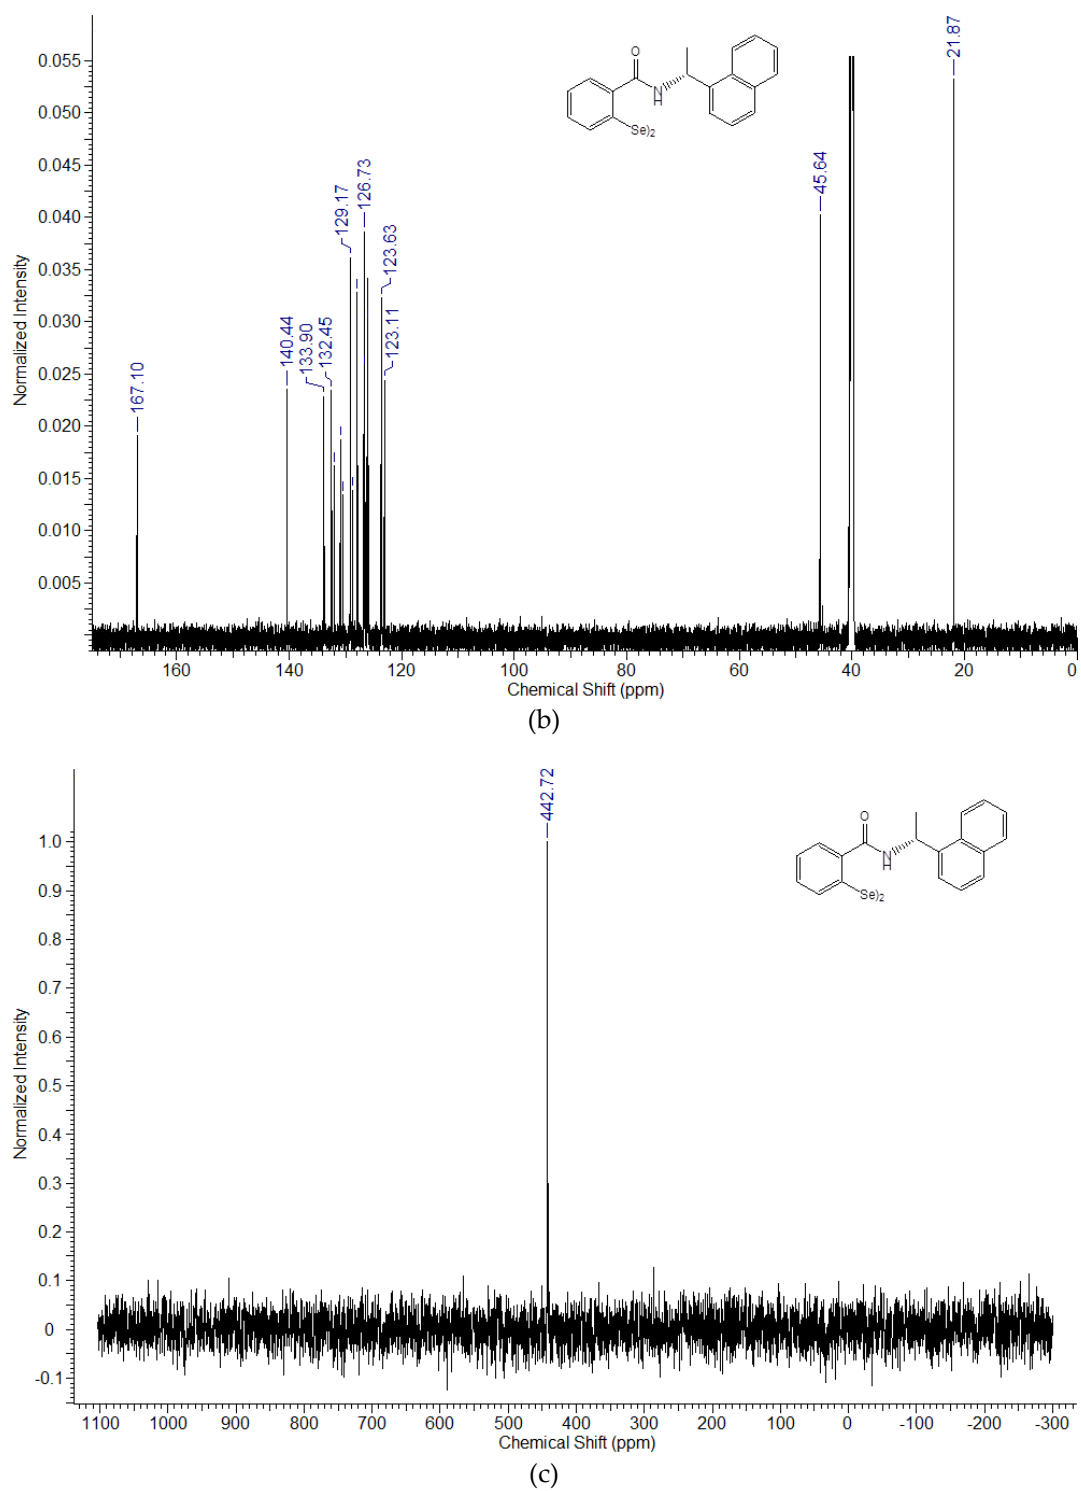 21.87
0.055
O
N
H
Se)2
0.050
126.73
129.17
45.64
0.045
0.040
123.63
0.035
140.44
133.90
132.45
123.11
0.030
167.10
0.025
0.020
0.015
0.010
0.005
Normalized Intensity
160 140 120 100 80 60 40 20 0
Chemical Shift (ppm)
(b)
442.72
O
N
H
Se)2
1.0
0.9
0.8
0.7
0.6
0.5
0.4
0.3
0.2
0.1
0
-0.1
Normalized Intensity
1100 1000 900 800 700 600 500 400 300 200 100 0 -100 -200 -300
Chemical Shift (ppm)
(c)